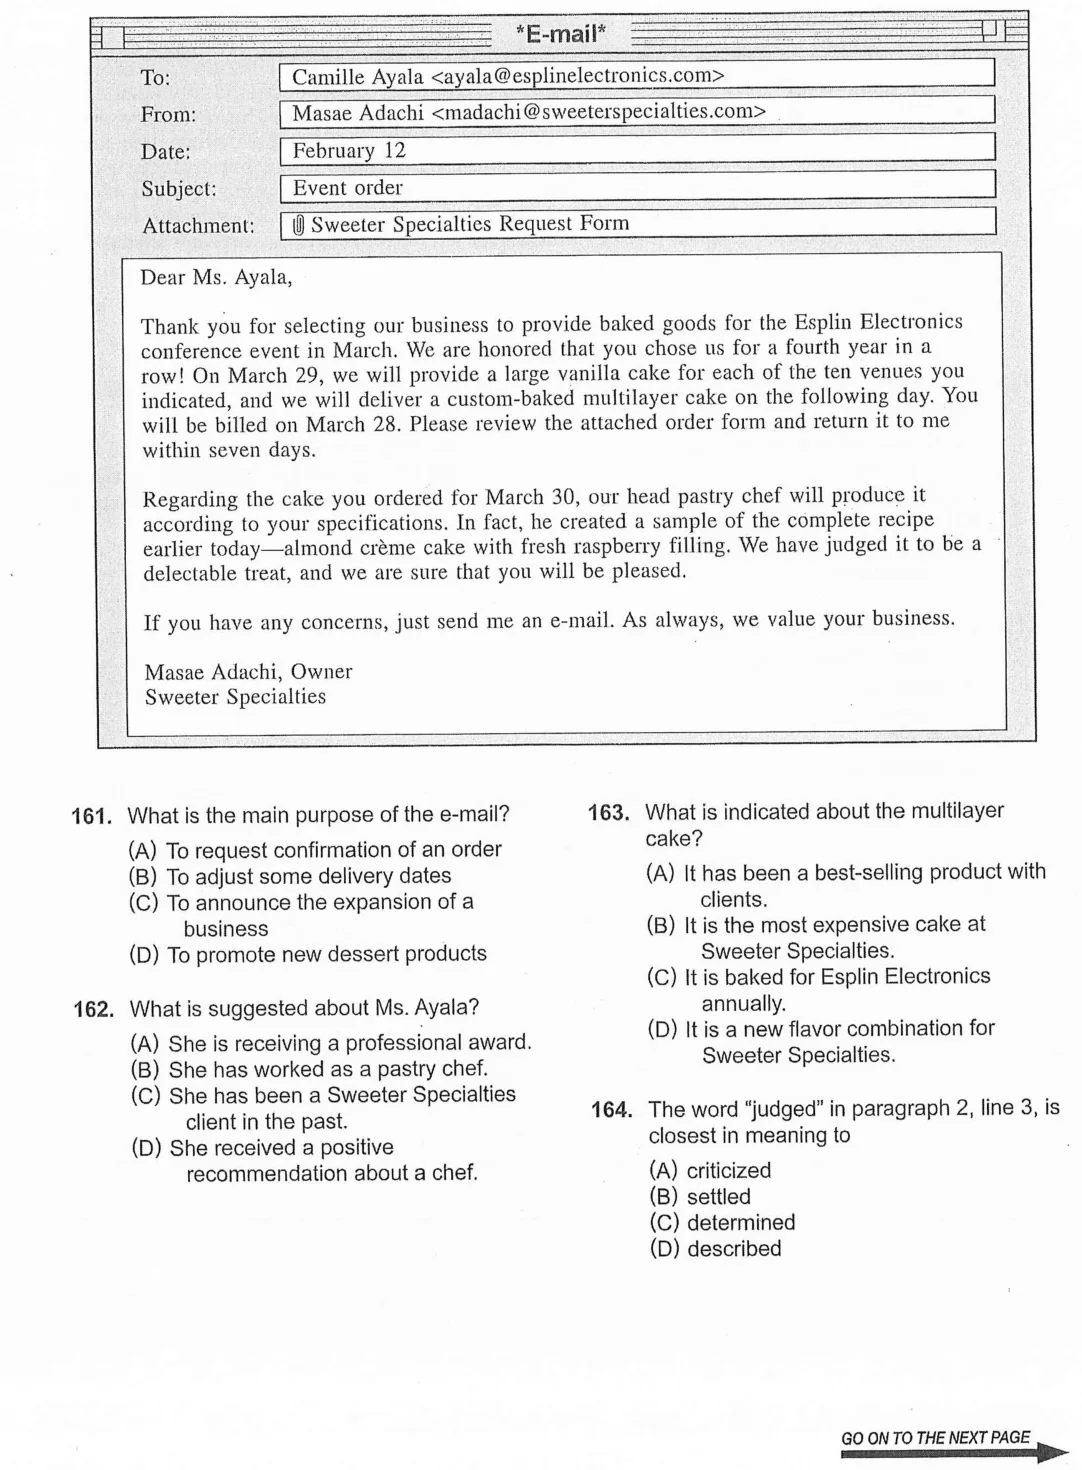 *E-mail*
To: Camille Ayala <ayala@esplinelectronics.com>
From: Masae Adachi <madachi@sweeterspecialties.com>
Date: February 12
Subject: Event order
Attachment: Sweeter Specialties Request Form
Dear Ms. Ayala,
Thank you for selecting our business to provide baked goods for the Esplin Electronics
conference event in March. We are honored that you chose us for a fourth year in a
row! On March 29, we will provide a large vanilla cake for each of the ten venues you
indicated, and we will deliver a custom-baked multilayer cake on the following day. You
will be billed on March 28. Please review the attached order form and return it to me
within seven days.
Regarding the cake you ordered for March 30, our head pastry chef will produce it
according to your specifications. In fact, he created a sample of the complete recipe
earlier today—almond crème cake with fresh raspberry filling. We have judged it to be a
delectable treat, and we are sure that you will be pleased.
If you have any concerns, just send me an e-mail. As always, we value your business.
Masae Adachi, Owner
Sweeter Specialties
161. What is the main purpose of the e-mail?
(A) To request confirmation of an order
(B) To adjust some delivery dates
(C) To announce the expansion of a
business
(D) To promote new dessert products
162. What is suggested about Ms. Ayala?
(A) She is receiving a professional award.
(B) She has worked as a pastry chef.
(C) She has been a Sweeter Specialties
client in the past.
(D) She received a positive
recommendation about a chef.
163. What is indicated about the multilayer
cake?
(A) It has been a best-selling product with
clients.
(B) It is the most expensive cake at
Sweeter Specialties.
(C) It is baked for Esplin Electronics
annually.
(D) It is a new flavor combination for
Sweeter Specialties.
164. The word “judged” in paragraph 2, line 3, is
closest in meaning to
(A) criticized
(B) settled
(C) determined
(D) described
GO ON TO THE NEXT PAGE